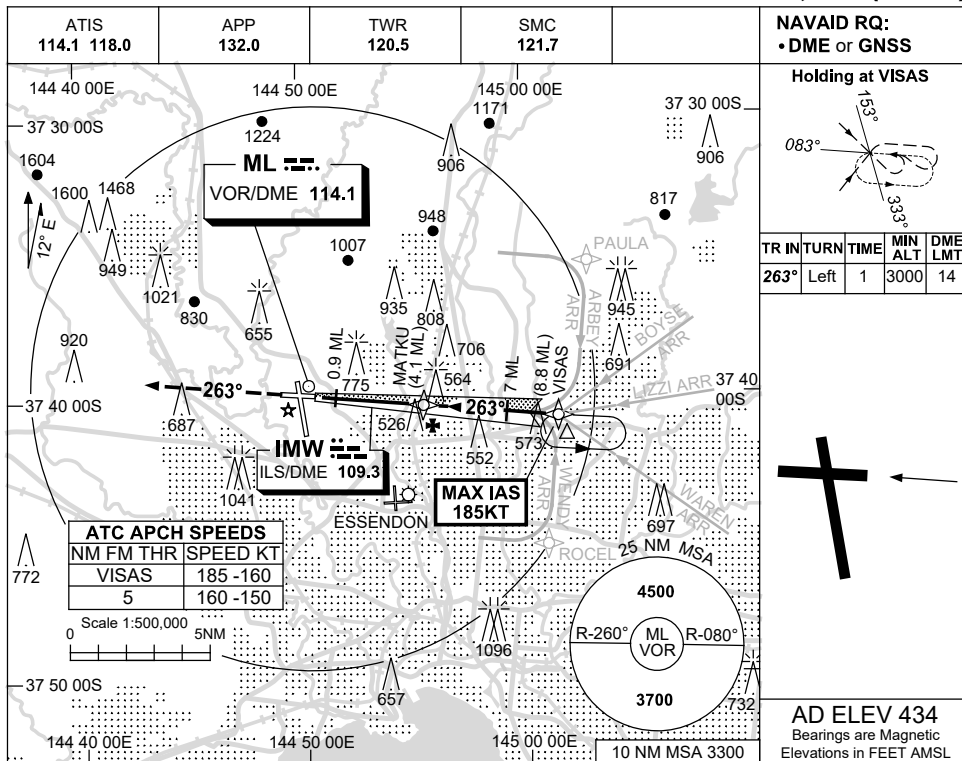 ATIS
114.1 118.0
APP
132.0
TWR
120.5
SMC
121.7
NAVAID RQ:
• DME or GNSS
Holding at VISAS
153°
083°
333°
TR IN TURN TIME MIN ALT DME LMT
263° Left 1 3000 14
144 40 00E
144 50 00E
145 00 00E
37 30 00S
37 30 00S
1604
1224
1171
906
906
ML
VOR/DME 114.1
1600
1468
12° E
949
1021
830
655
1007
948
817
PAULA
935
808
945
ARBEY ARR
BOYSE ARR
691
920
775
0.9 ML
MATKU (4.1 ML)
706
564
7 ML
(8.8 ML) VISAS
LIZZI ARR
37 40 00S
37 40 00S
263°
263°
687
526
552
573
IMW
ILS/DME 109.3
1041
MAX IAS
185KT
WENDY ARR
WAREN ARR
697
ESSENDON
ROCEL
ATC APCH SPEEDS
NM FM THR SPEED KT
VISAS 185 -160
5 160 -150
772
Scale 1:500,000
0 5NM
25 NM MSA
4500
R-260° ML VOR R-080°
3700
1096
657
732
37 50 00S
144 40 00E
144 50 00E
145 00 00E
10 NM MSA 3300
AD ELEV 434
Bearings are Magnetic
Elevations in FEET AMSL